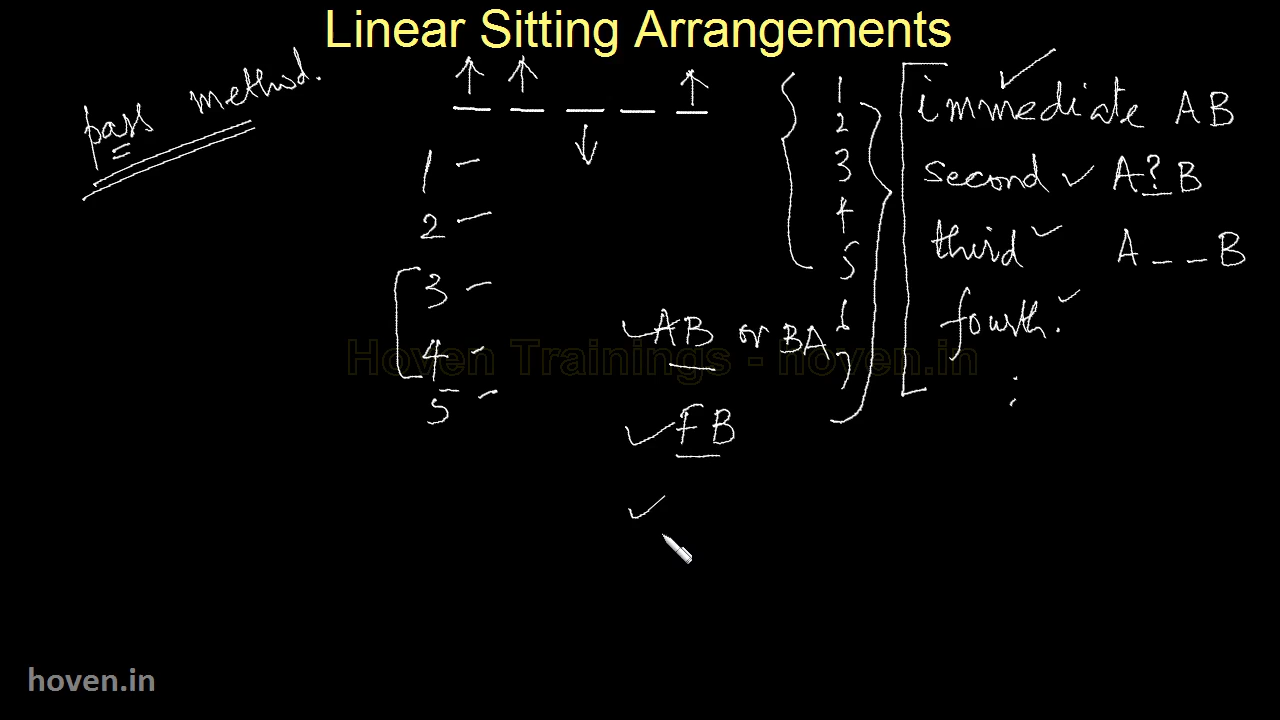 Linear Sitting Arrangements
pass method.
1 –
2 –
3 –
4 –
5 –
AB or BA
FB
1
2
3
4
5
6
7
immediate AB
second ✓ A ? B
third ✓ A _ _ B
fourth. ✓
:
Hoven Trainings - hoven.in
hoven.in